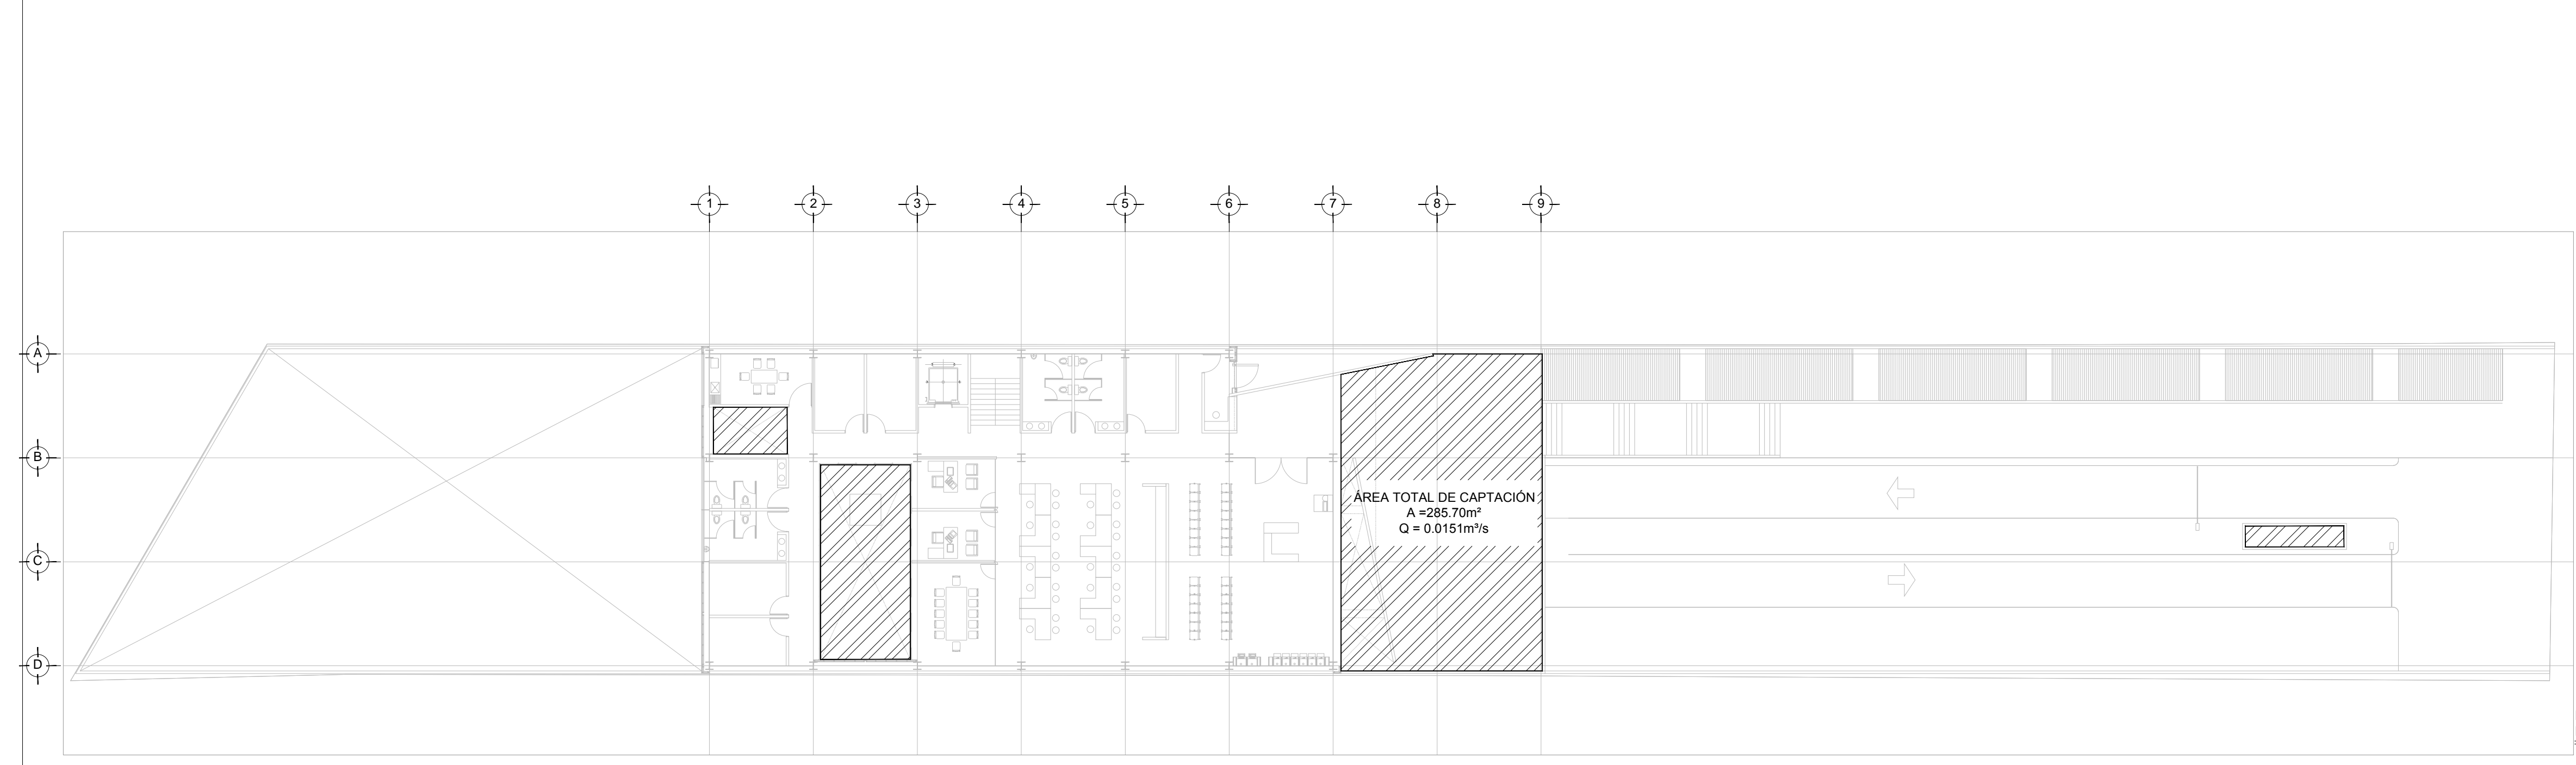 1 2 3 4 5 6 7 8 9
A
B
C
D
ÁREA TOTAL DE CAPTACIÓN
A =285.70m²
Q = 0.0151m³/s